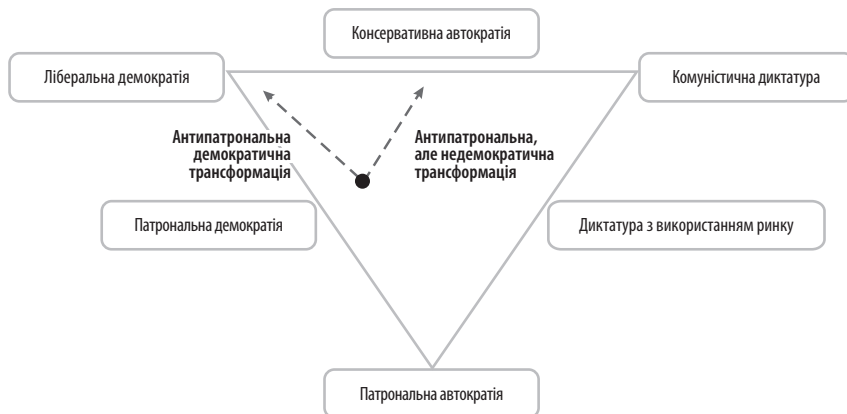 Консервативна автократія
Ліберальна демократія
Комуністична диктатура
Антипатрональна
демократична
трансформація
Антипатрональна,
але недемократична
трансформація
Патрональна демократія
Диктатура з використанням ринку
Патрональна автократія